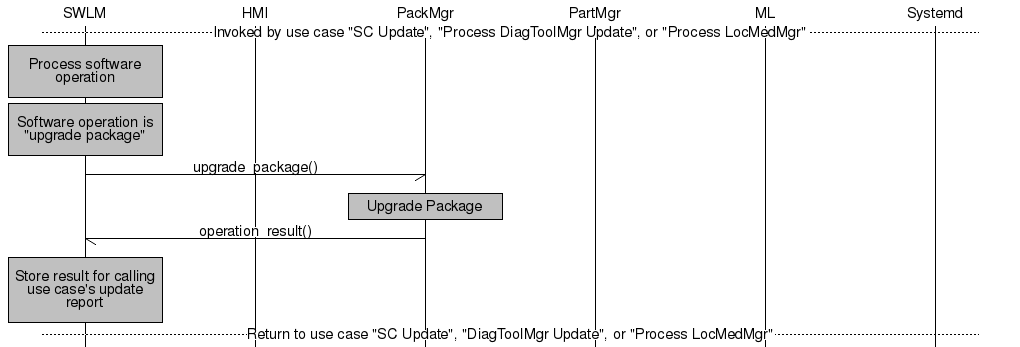 SWLM HMI PackMgr PartMgr ML Systemd
Invoked by use case "SC Update", "Process DiagToolMgr Update", or "Process LocMedMgr"
Process software
operation
Software operation is
"upgrade package"
upgrade_package()
Upgrade Package
operation_result()
Store result for calling
use case's update
report
Return to use case "SC Update", "DiagToolMgr Update", or "Process LocMedMgr"